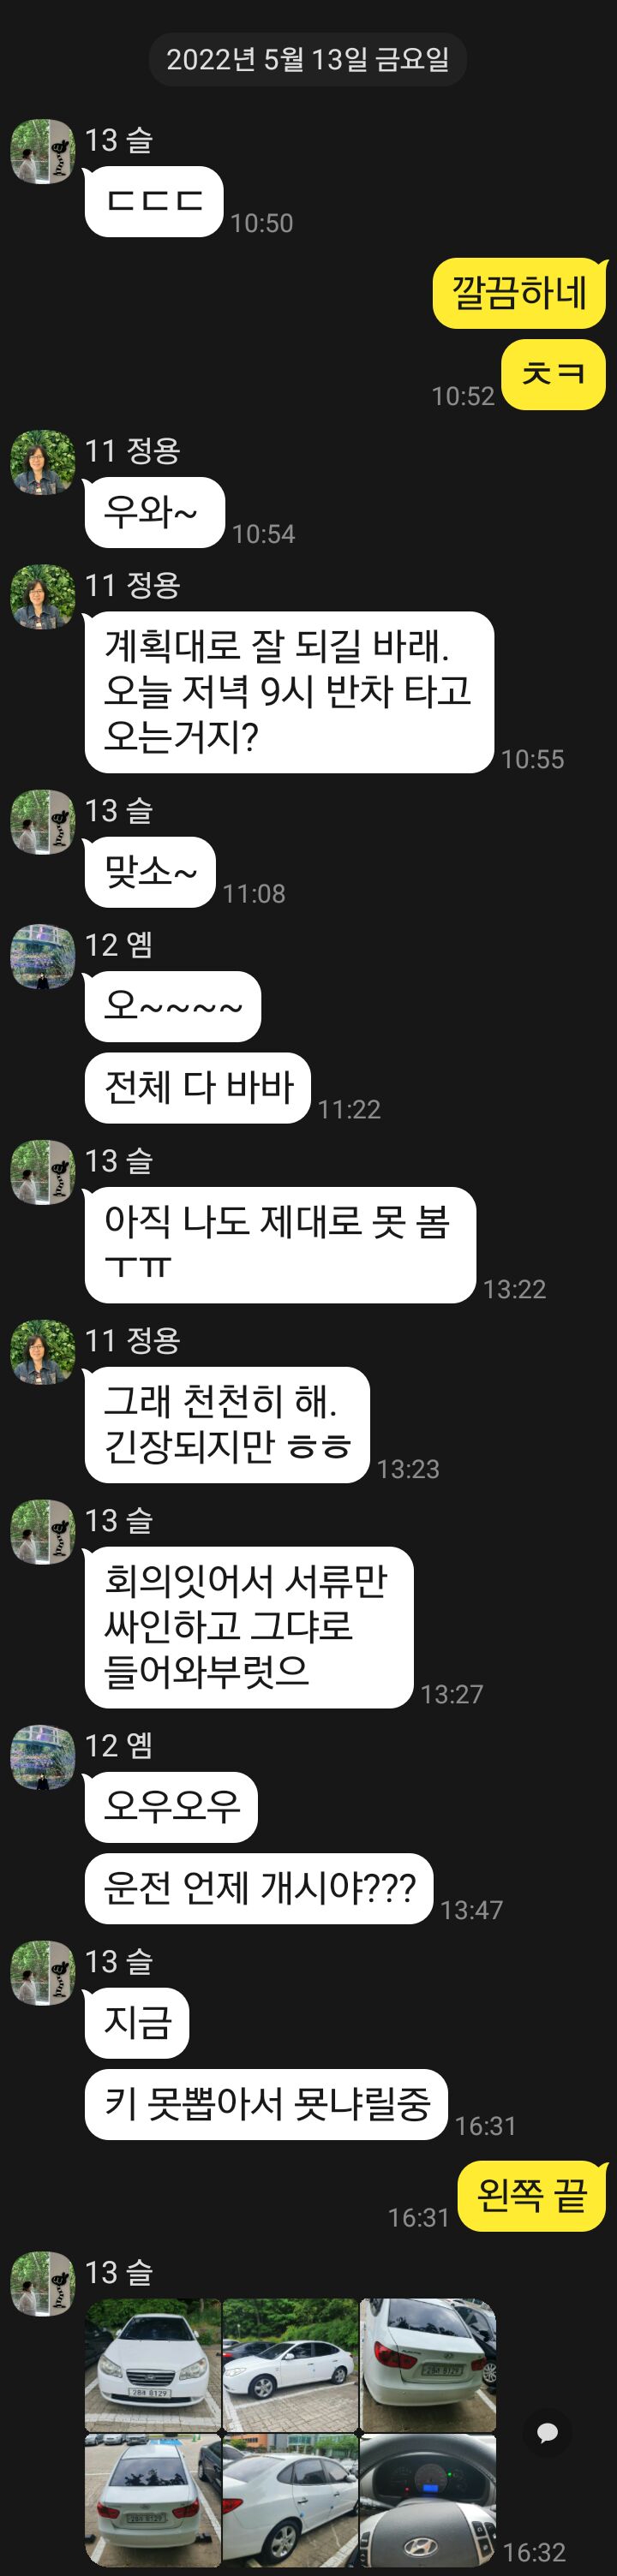 2022년 5월 13일 금요일
13 슬
ㄷㄷㄷ
10:50
깔끔하네
ㅊㅋ
10:52
11 정용
우와~
10:54
11 정용
계획대로 잘 되길 바래.
오늘 저녁 9시 반차 타고
오는거지?
10:55
13 슬
맞소~
11:08
12 옘
오~~~~
전체 다 바바
11:22
13 슬
아직 나도 제대로 못 봄
ㅜㅠ
13:22
11 정용
그래 천천히 해.
긴장되지만 ㅎㅎ
13:23
13 슬
회의잇어서 서류만
싸인하고 그댜로
들어와부럿으
13:27
12 옘
오우오우
운전 언제 개시야???
13:47
13 슬
지금
키 못뽑아서 묫냐릴중
16:31
왼쪽 끝
16:31
13 슬
8129
8129
8129
16:32